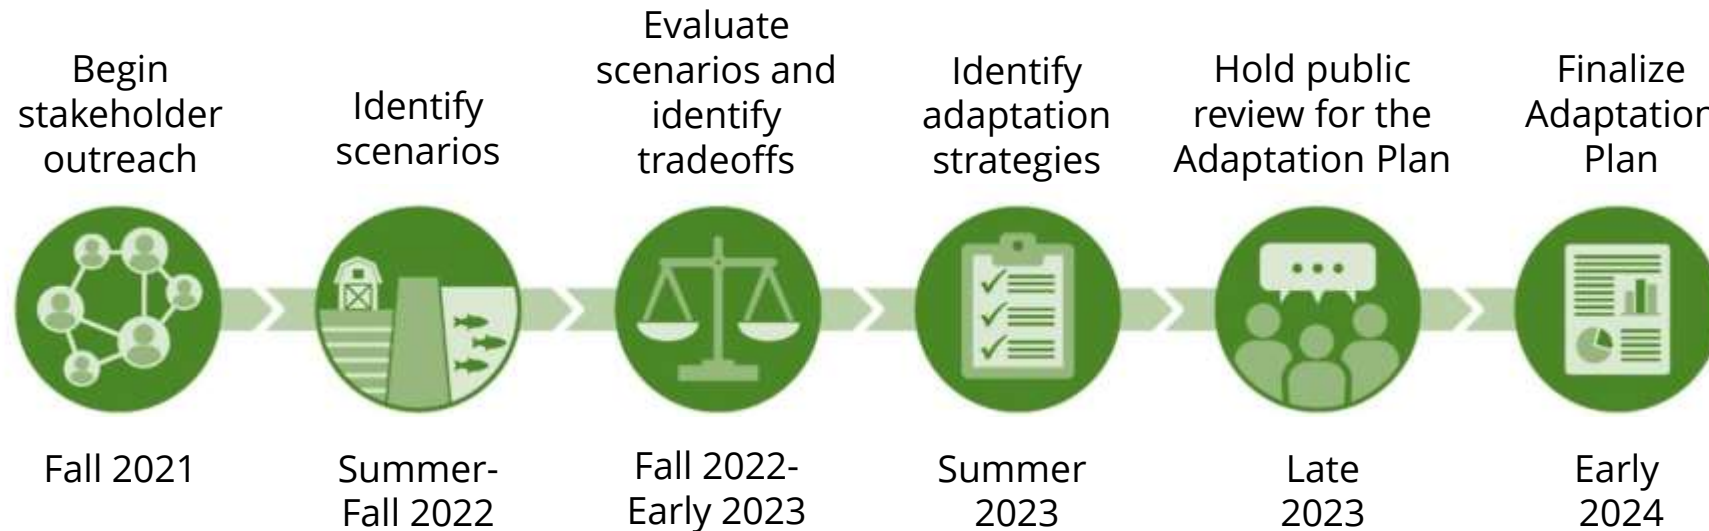 Begin
stakeholder
outreach
Identify
scenarios
Evaluate
scenarios and
identify
tradeoffs
Identify
adaptation
strategies
Hold public
review for the
Adaptation Plan
Finalize
Adaptation
Plan
Fall 2021
Summer-
Fall 2022
Fall 2022-
Early 2023
Summer
2023
Late
2023
Early
2024